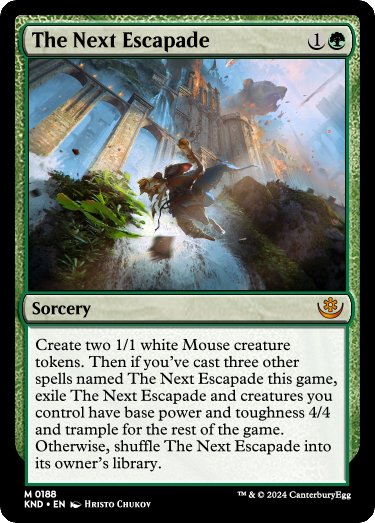 The Next Escapade 1
Sorcery
Create two 1/1 white Mouse creature
tokens. Then if you've cast three other
spells named The Next Escapade this game,
exile The Next Escapade and creatures you
control have base power and toughness 4/4
and trample for the rest of the game.
Otherwise, shuffle The Next Escapade into
its owner's library.
M 0188
KND • EN Hristo Chukov
™ & © 2024 CanterburyEgg